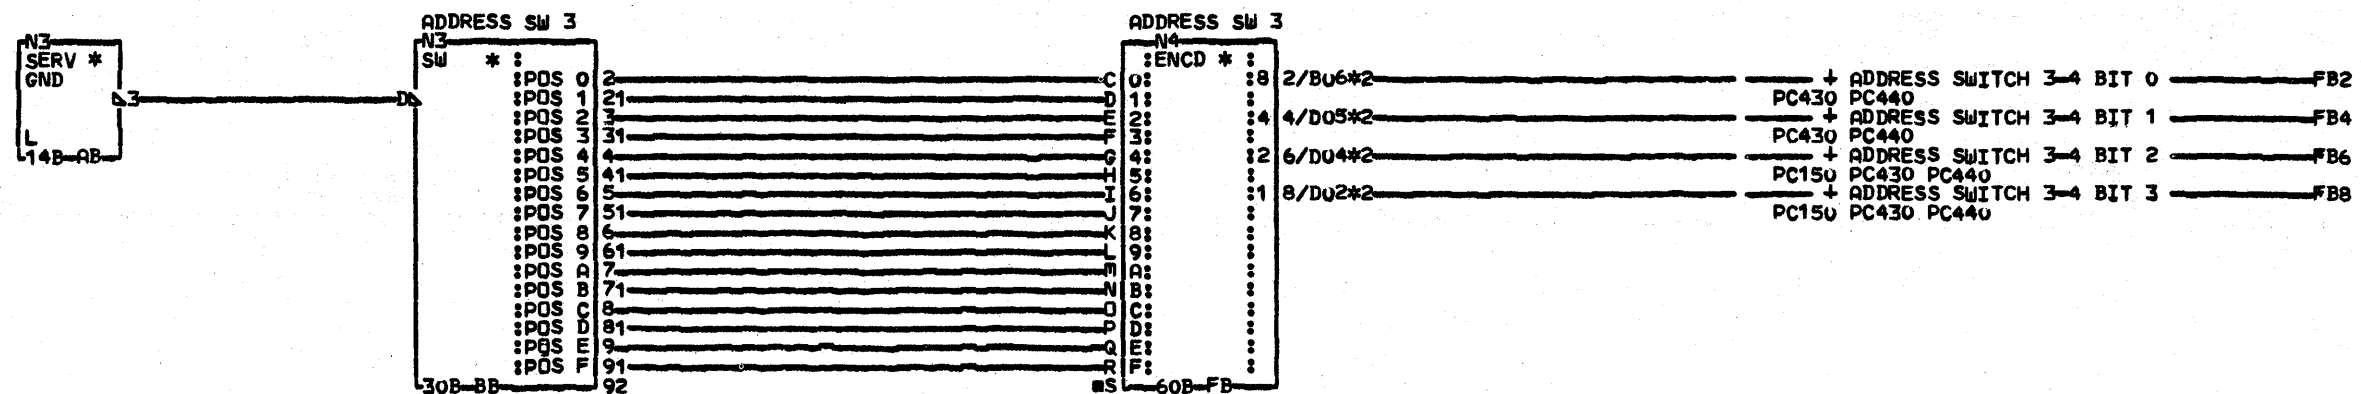 ADDRESS SW 3 ADDRESS SW 3
N3 N3 N4
SERV * SW * : :ENCD * :
GND :POS 0 2 C 0: :8 2/B06*2 + ADDRESS SWITCH 3-4 BIT 0 FB2
3 D :POS 1 21 D 1: PC430 PC440
:POS 2 3 E 2: :4 4/D05*2 + ADDRESS SWITCH 3-4 BIT 1 FB4
L :POS 3 31 F 3: PC430 PC440
14B-AB :POS 4 4 G 4: :2 6/D04*2 + ADDRESS SWITCH 3-4 BIT 2 FB6
:POS 5 41 H 5: PC150 PC430 PC440
:POS 6 5 I 6: :1 8/D02*2 + ADDRESS SWITCH 3-4 BIT 3 FB8
:POS 7 51 J 7: PC150 PC430 PC440
:POS 8 6 K 8:
:POS 9 61 L 9:
:POS A 7 M A:
:POS B 71 N B:
:POS C 8 O C:
:POS D 81 P D:
:POS E 9 Q E:
:POS F 91 R F:
30B-BB 92 ■S 60B-FB